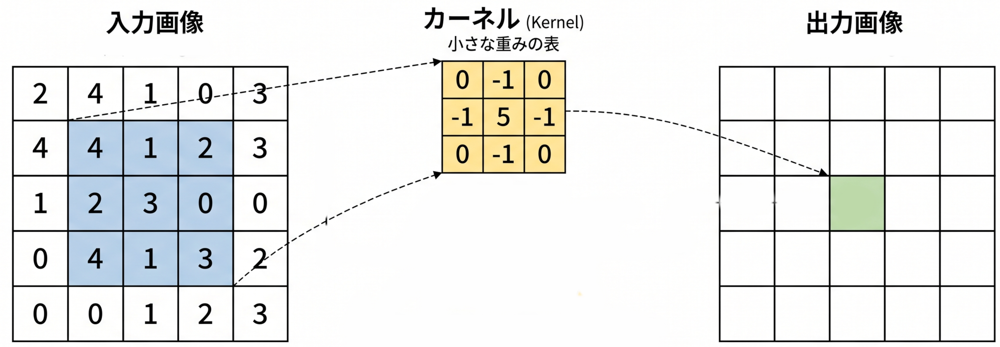 入力画像
カーネル (Kernel)
小さな重みの表
出力画像
2 4 1 0 3
4 4 1 2 3
1 2 3 0 0
0 4 1 3 2
0 0 1 2 3
0 -1 0
-1 5 -1
0 -1 0